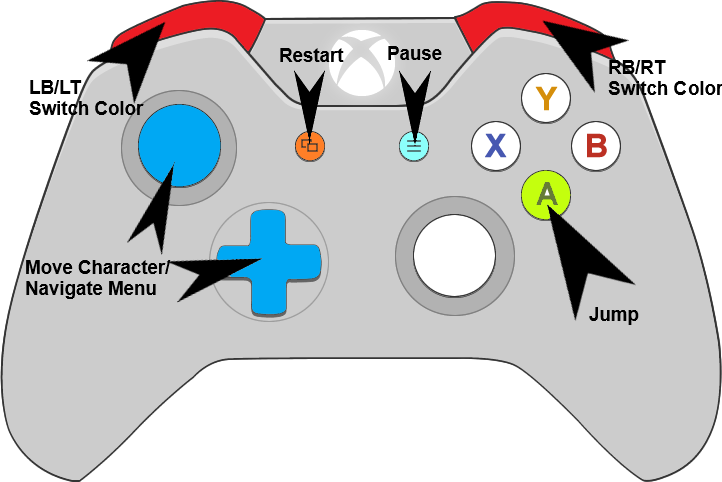 Restart
Pause
LB/LT
Switch Color
RB/RT
Switch Color
Y
X
B
A
Move Character/
Navigate Menu
Jump